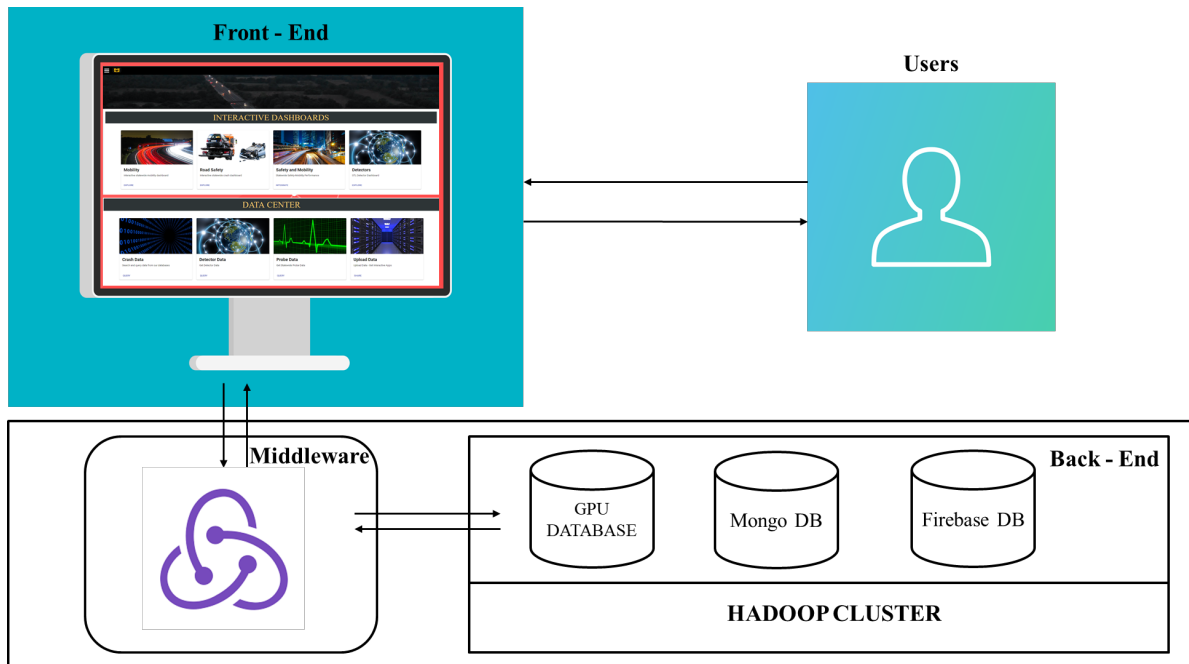 Front - End
Users
INTERACTIVE DASHBOARDS
Mobility
Road Safety
Safety and Mobility
Detectors
DATA CENTER
Crash Data
Detector Data
Probe Data
Upload Data
Middleware
Back - End
GPU
DATABASE
Mongo DB
Firebase DB
HADOOP CLUSTER